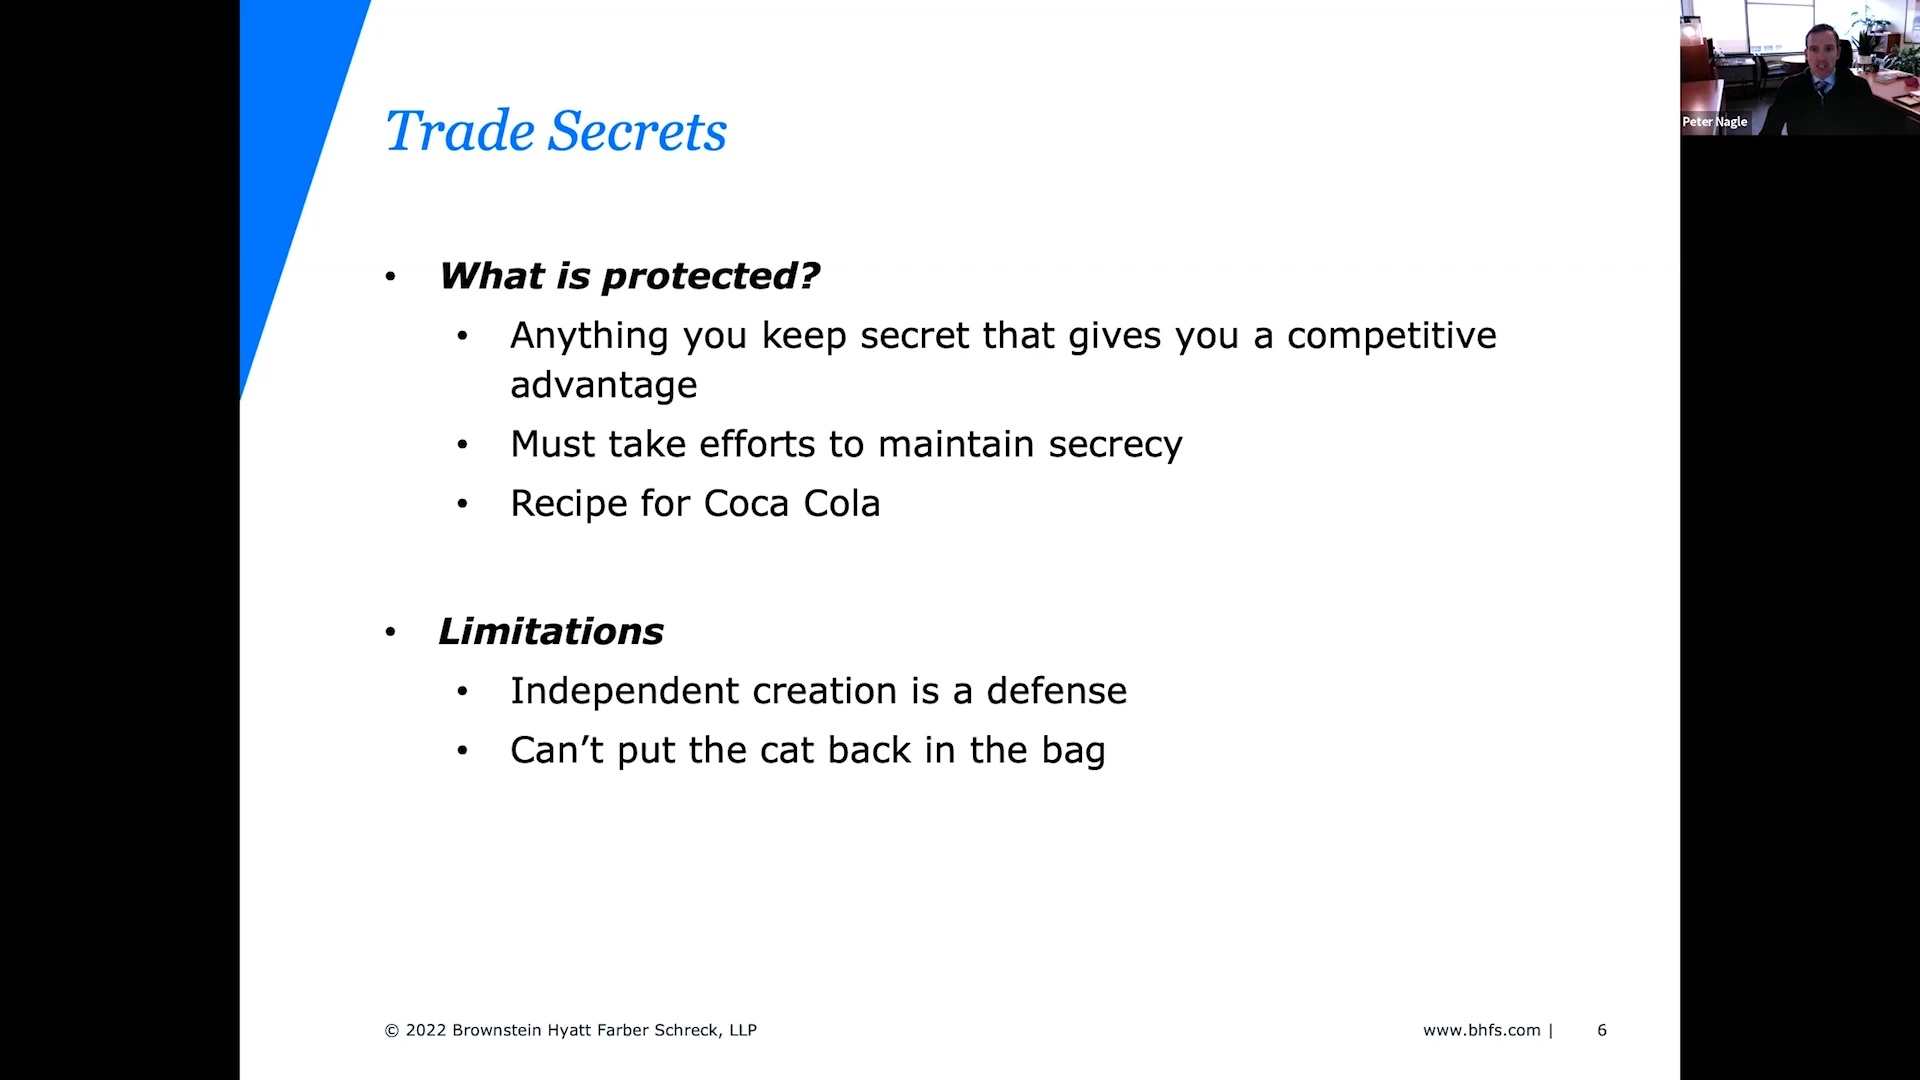 Trade Secrets
Peter Nagle
• What is protected?
• Anything you keep secret that gives you a competitive
advantage
• Must take efforts to maintain secrecy
• Recipe for Coca Cola
• Limitations
• Independent creation is a defense
• Can’t put the cat back in the bag
© 2022 Brownstein Hyatt Farber Schreck, LLP
www.bhfs.com | 6